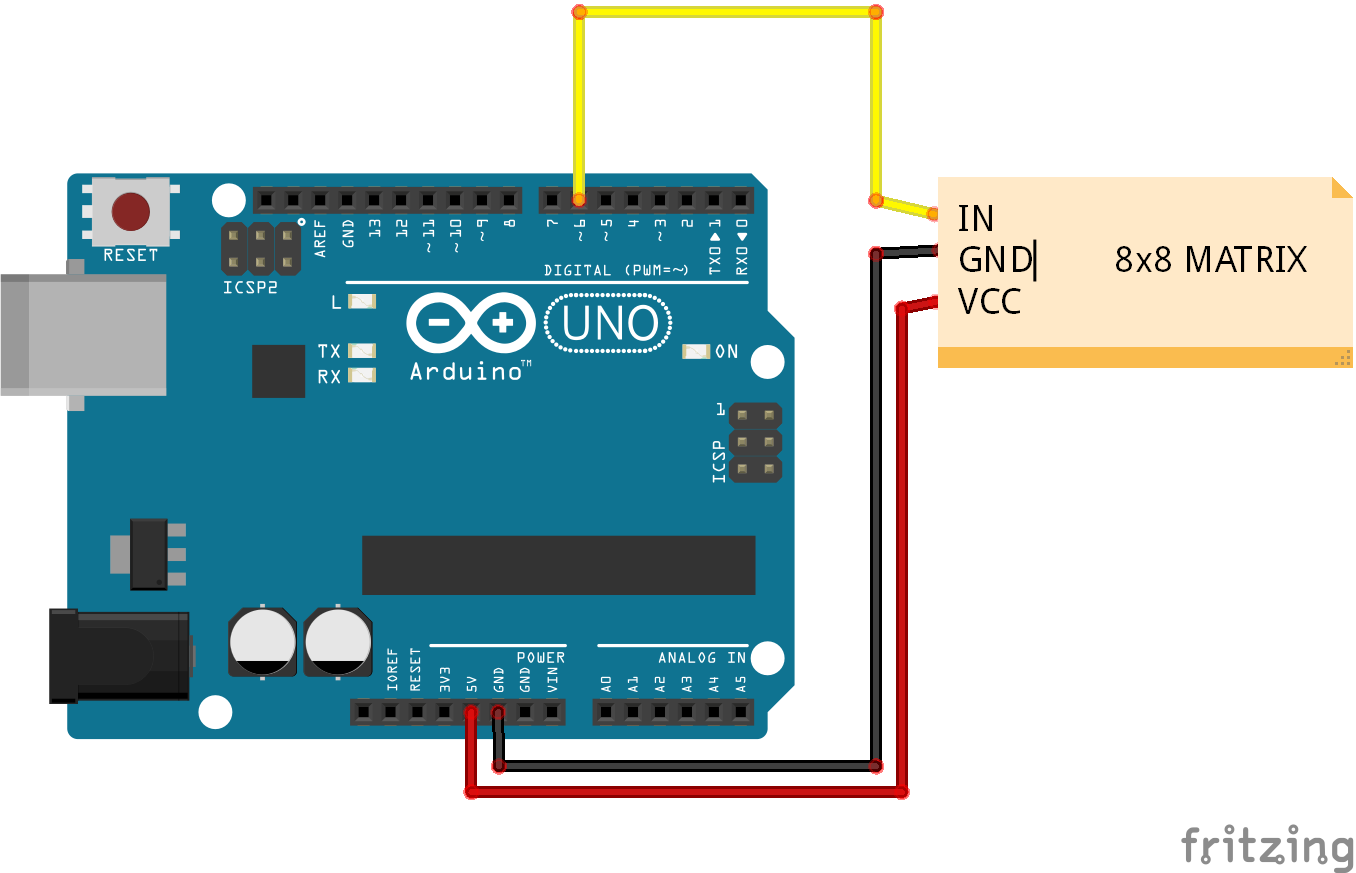 IN
GND
VCC
8x8 MATRIX
RESET
ICSP2
AREF
GND
13
12
~11
~10
~9
8
7
~6
~5
4
~3
2
TX0▶1
RX0◀0
DIGITAL (PWM=~)
L
TX
RX
UNO
Arduino™
ON
1
ICSP
POWER
ANALOG IN
IOREF
RESET
3V3
5V
GND
GND
VIN
A0
A1
A2
A3
A4
A5
fritzing